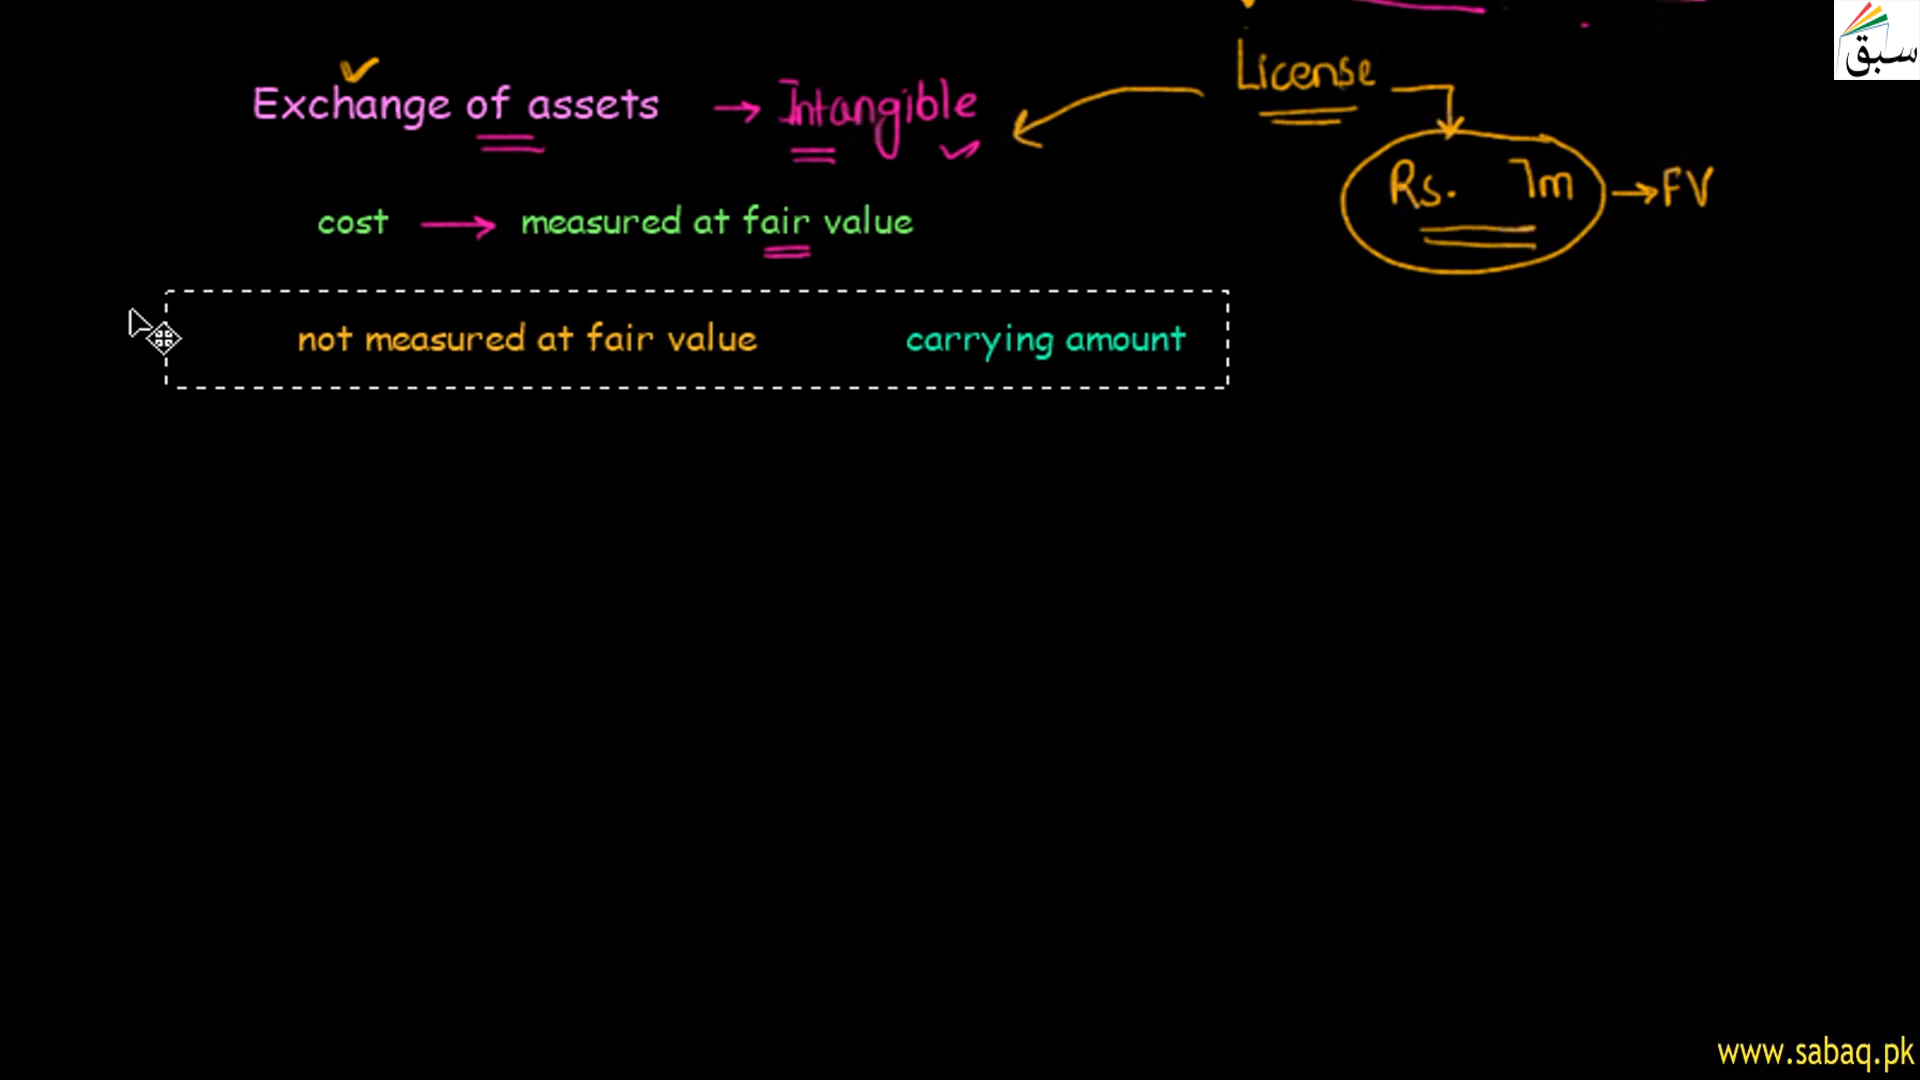 سبق
License
Exchange of assets → Intangible
Rs. 7m → FV
cost → measured at fair value
not measured at fair value carrying amount
www.sabaq.pk